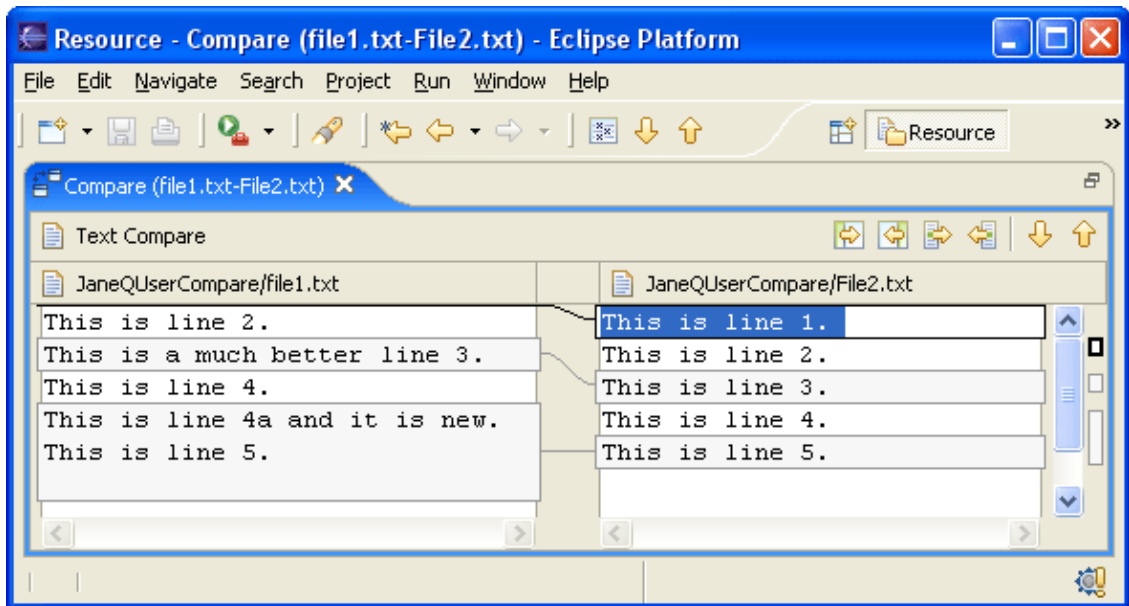 Resource - Compare (file1.txt-File2.txt) - Eclipse Platform
File Edit Navigate Search Project Run Window Help
Resource
Compare (file1.txt-File2.txt)
Text Compare
JaneQUserCompare/file1.txt
This is line 2.
This is a much better line 3.
This is line 4.
This is line 4a and it is new.
This is line 5.
JaneQUserCompare/File2.txt
This is line 1.
This is line 2.
This is line 3.
This is line 4.
This is line 5.